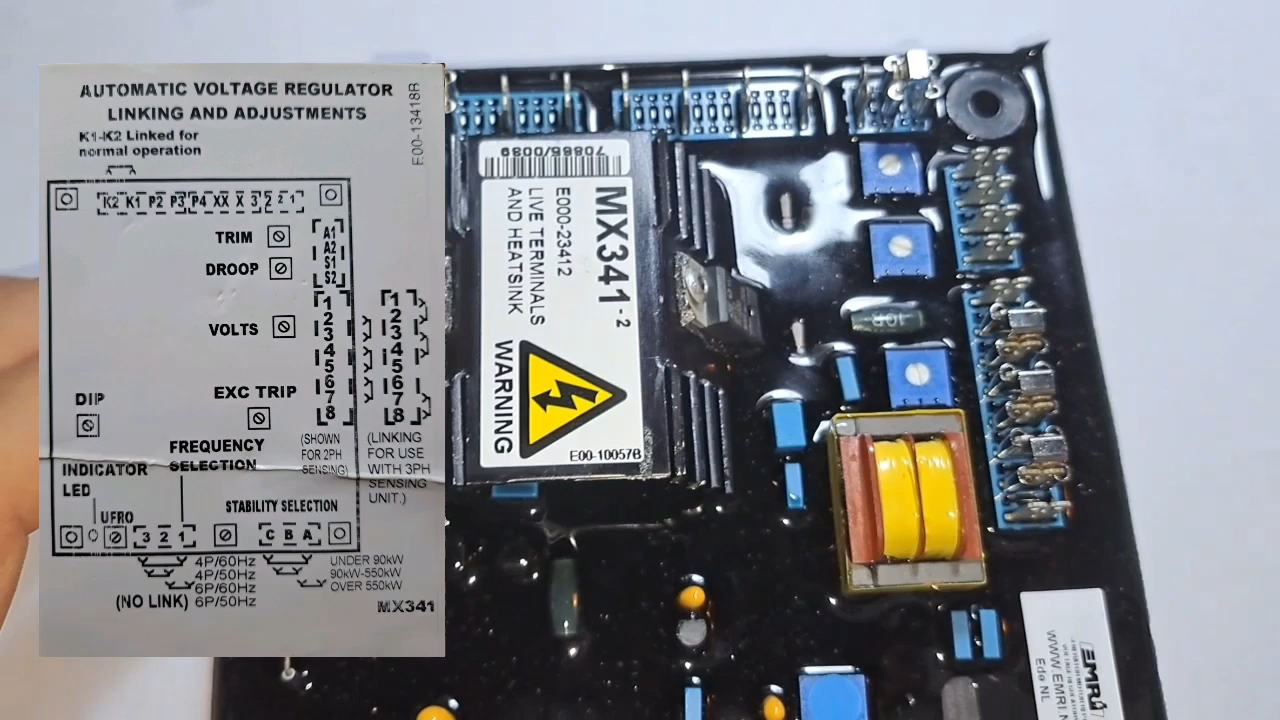 AUTOMATIC VOLTAGE REGULATOR
LINKING AND ADJUSTMENTS
K1-K2 Linked for
normal operation
E00-13418B
K2 K1 P2 P3 P4 XX X 3 2 2 1
TRIM
DROOP
VOLTS
EXC TRIP
DIP
A1
A2
S1
S2
1
2
3
4
5
6
7
8
1
2
3
4
5
6
7
8
(SHOWN
FOR 2PH
SENSING)
(LINKING
FOR USE
WITH 3PH
SENSING
UNIT.)
FREQUENCY
SELECTION
INDICATOR
LED
UFRO
STABILITY SELECTION
3 2 1
C B A
4P/60Hz
4P/50Hz
6P/60Hz
(NO LINK) 6P/50Hz
UNDER 90kW
90kW-550kW
OVER 550kW
MX341
70865/0089
MX341-2
E000-23412
LIVE TERMINALS
AND HEATSINK
WARNING
E00-10057B
10R
EMRI
WWW.EMRI.N
Ede NL